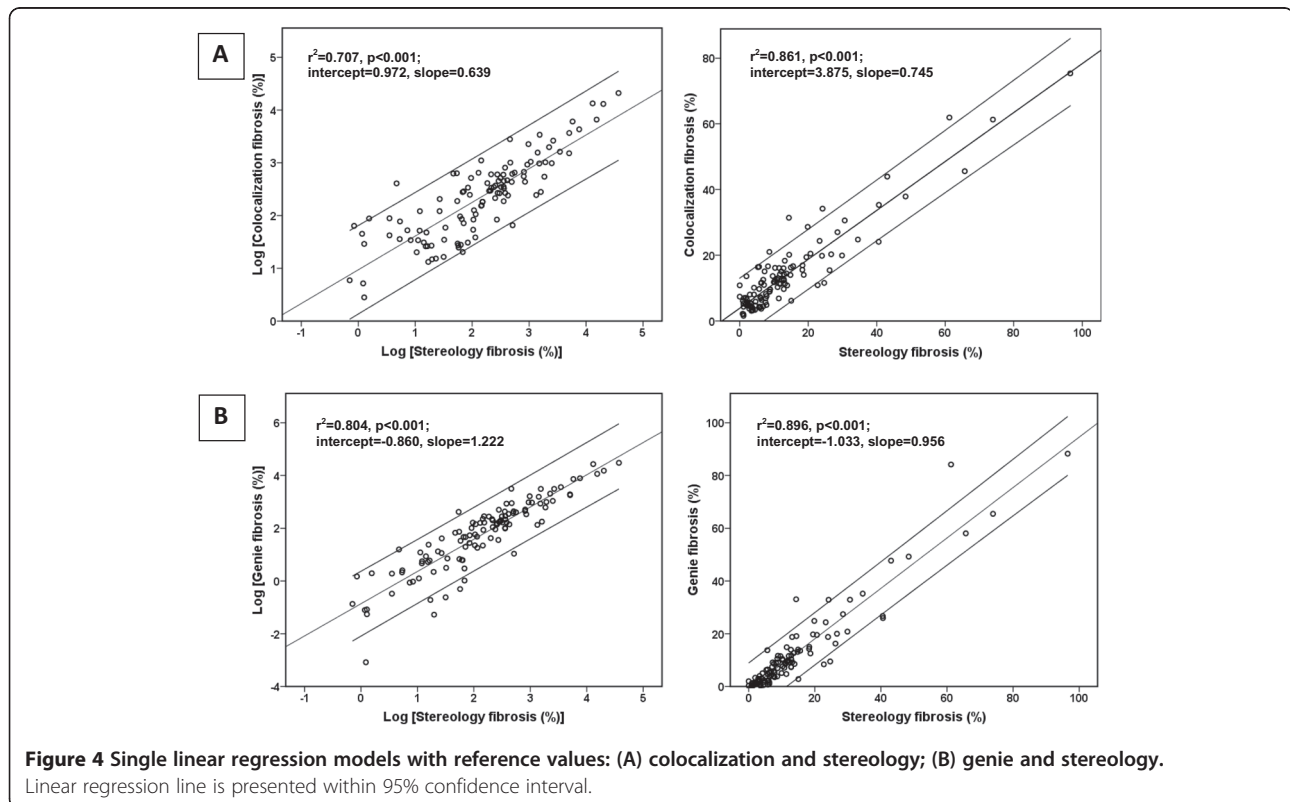 A
r²=0.707, p<0.001;
intercept=0.972, slope=0.639
Log [Colocalization fibrosis (%)]
5
4
3
2
1
0
-1 0 1 2 3 4 5
Log [Stereology fibrosis (%)]
r²=0.861, p<0.001;
intercept=3.875, slope=0.745
Colocalization fibrosis (%)
80
60
40
20
0
0 20 40 60 80 100
Stereology fibrosis (%)
B
r²=0.804, p<0.001;
intercept=-0.860, slope=1.222
Log [Genie fibrosis (%)]
6
4
2
0
-2
-4
-1 0 1 2 3 4 5
Log [Stereology fibrosis (%)]
r²=0.896, p<0.001;
intercept=-1.033, slope=0.956
Genie fibrosis (%)
100
80
60
40
20
0
0 20 40 60 80 100
Stereology fibrosis (%)
Figure 4 Single linear regression models with reference values: (A) colocalization and stereology; (B) genie and stereology.
Linear regression line is presented within 95% confidence interval.